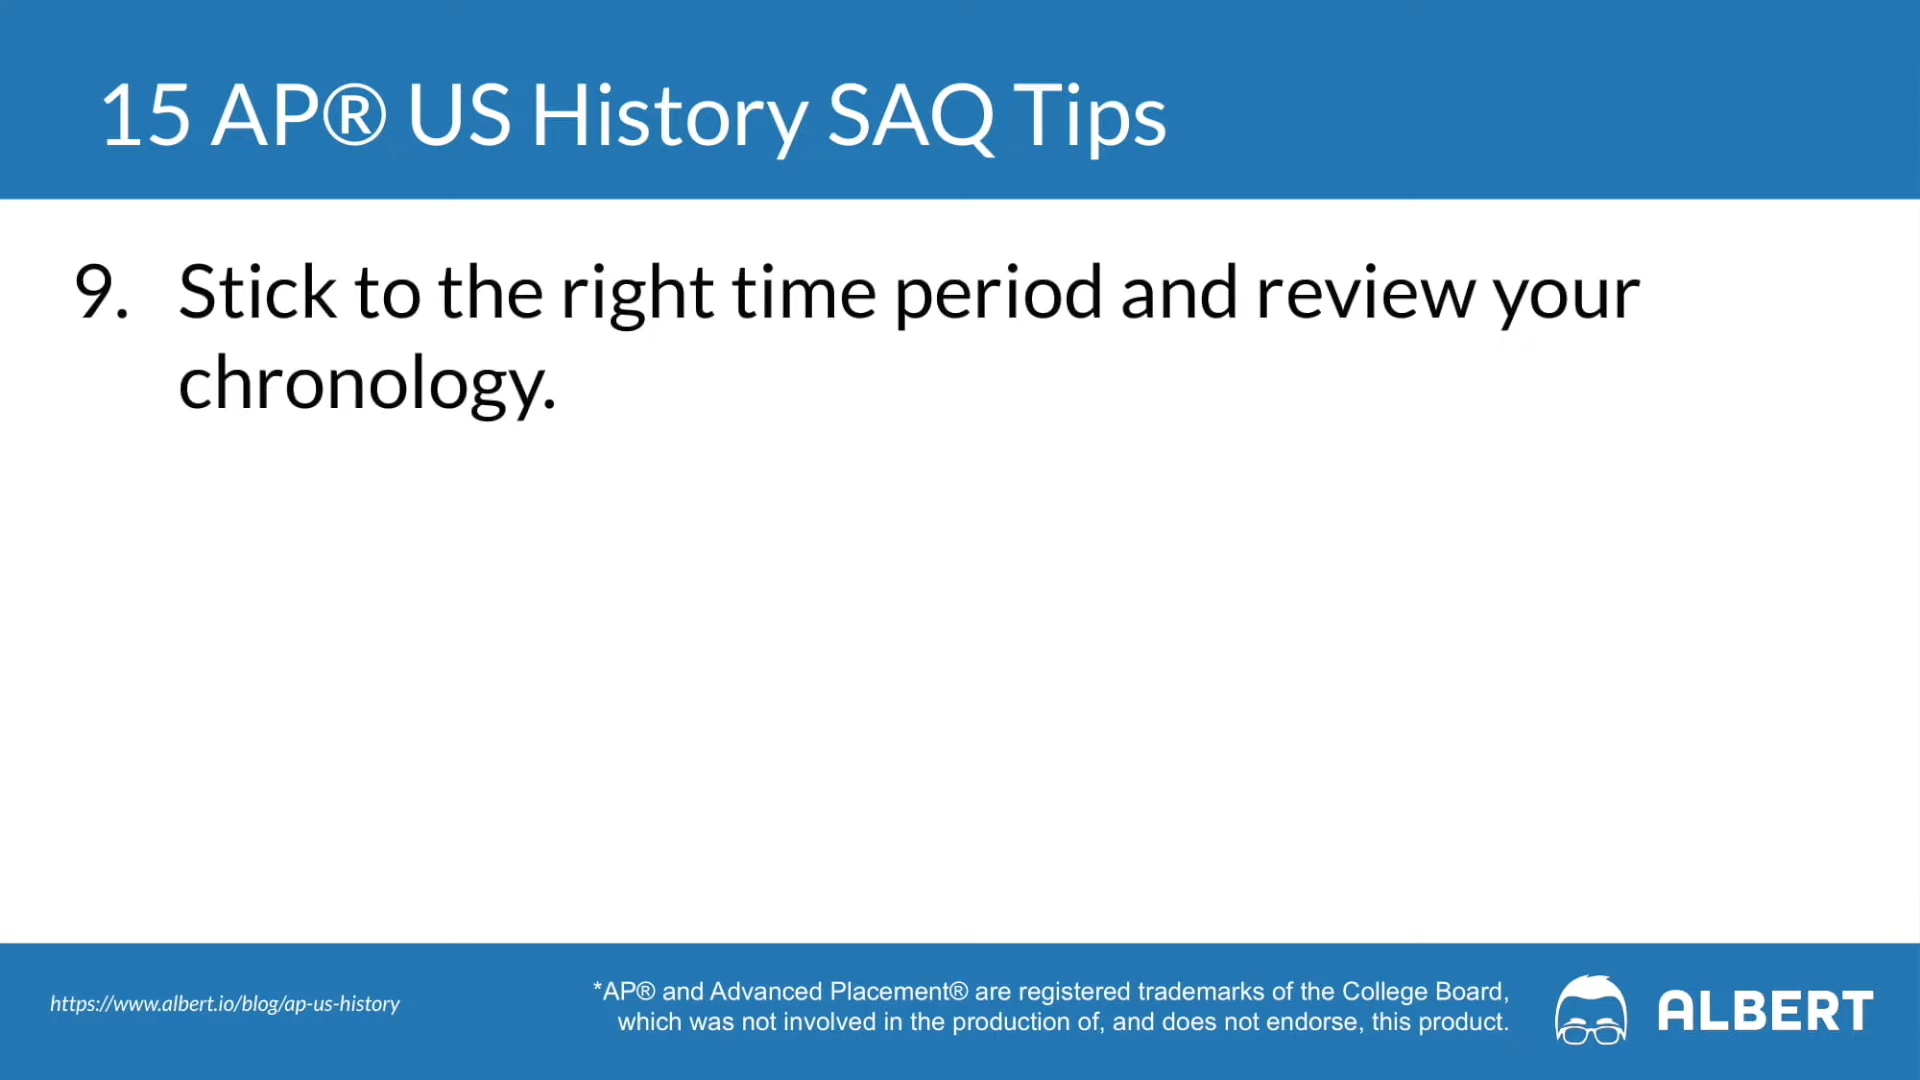 15 AP® US History SAQ Tips
9. Stick to the right time period and review your
chronology.
https://www.albert.io/blog/ap-us-history
*AP® and Advanced Placement® are registered trademarks of the College Board,
which was not involved in the production of, and does not endorse, this product.
ALBERT